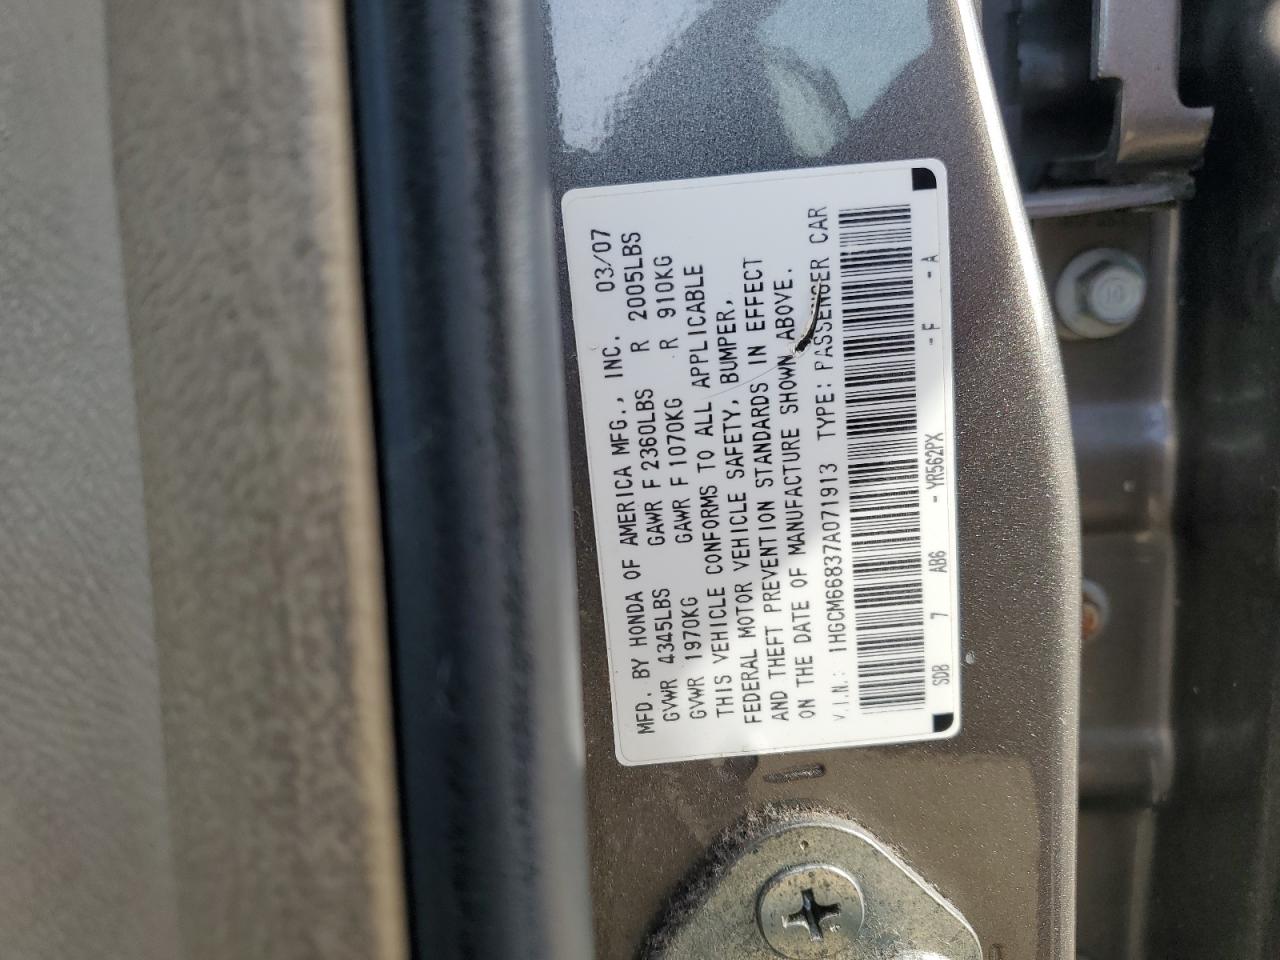 MFD. BY HONDA OF AMERICA MFG., INC. 03/07
GVWR 4345LBS GAWR F 2360LBS R 2005LBS
GVWR 1970KG GAWR F 1070KG R 910KG
THIS VEHICLE CONFORMS TO ALL APPLICABLE
FEDERAL MOTOR VEHICLE SAFETY, BUMPER,
AND THEFT PREVENTION STANDARDS IN EFFECT
ON THE DATE OF MANUFACTURE SHOWN ABOVE.
V.I.N.: 1HGCM66837A071913 TYPE: PASSENGER CAR
SDB 7 AB6 - YR562PX - F - A